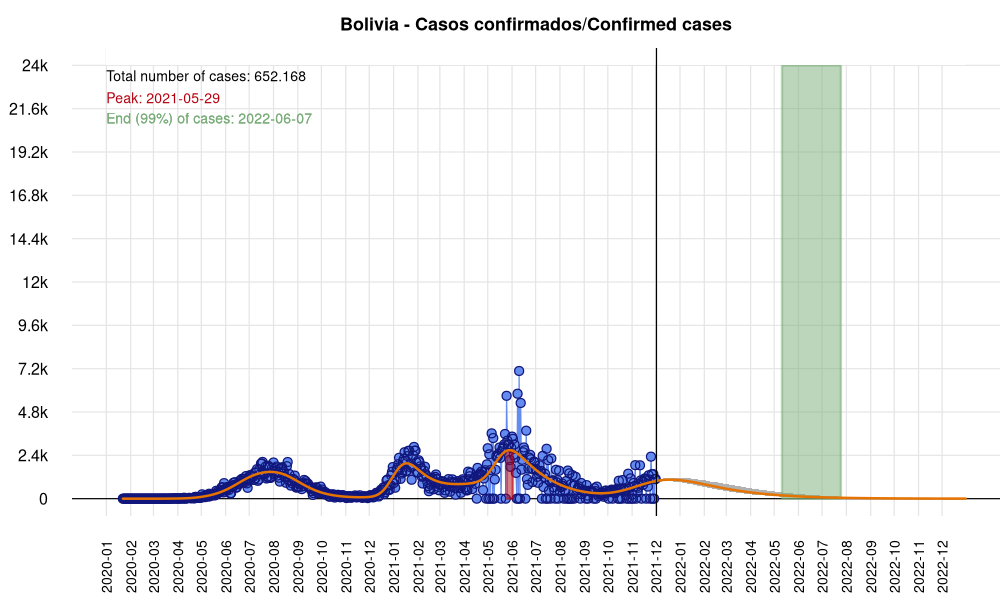 Bolivia - Casos confirmados/Confirmed cases
Total number of cases: 652.168
Peak: 2021-05-29
End (99%) of cases: 2022-06-07
24k
21.6k
19.2k
16.8k
14.4k
12k
9.6k
7.2k
4.8k
2.4k
0
2020-01
2020-02
2020-03
2020-04
2020-05
2020-06
2020-07
2020-08
2020-09
2020-10
2020-11
2020-12
2021-01
2021-02
2021-03
2021-04
2021-05
2021-06
2021-07
2021-08
2021-09
2021-10
2021-11
2021-12
2022-01
2022-02
2022-03
2022-04
2022-05
2022-06
2022-07
2022-08
2022-09
2022-10
2022-11
2022-12